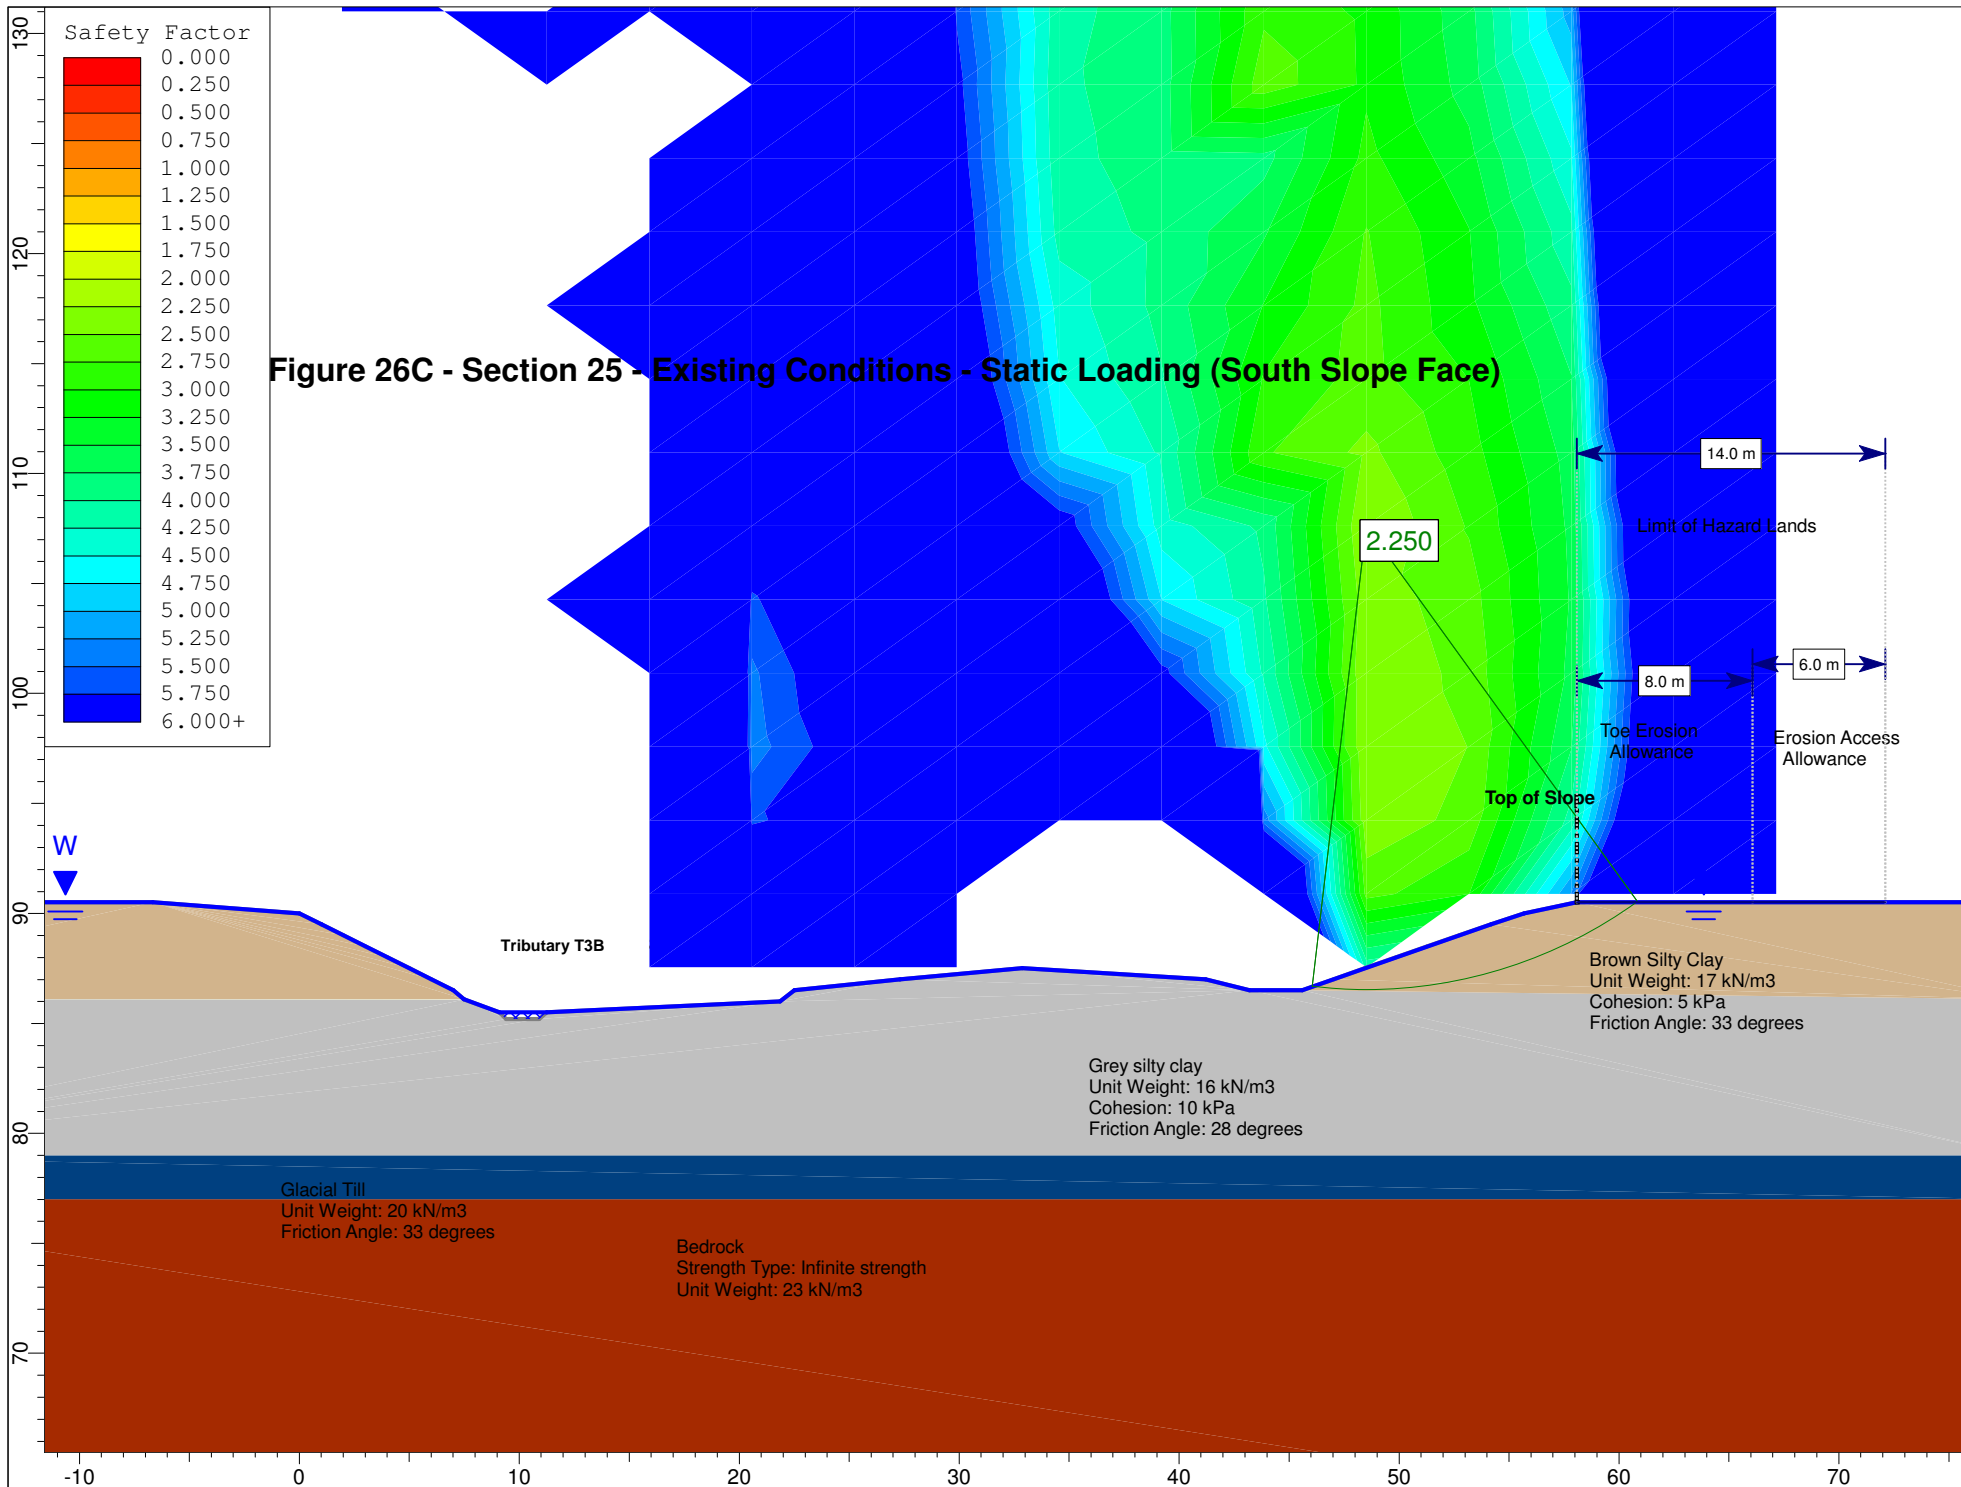 Safety Factor
0.000
0.250
0.500
0.750
1.000
1.250
1.500
1.750
2.000
2.250
2.500
2.750
3.000
3.250
3.500
3.750
4.000
4.250
4.500
4.750
5.000
5.250
5.500
5.750
6.000+
130
120
110
100
90
80
70
Figure 26C - Section 25 - Existing Conditions - Static Loading (South Slope Face)
14.0 m
Limit of Hazard Lands
2.250
6.0 m
8.0 m
Toe Erosion
Allowance
Erosion Access
Allowance
Top of Slope
W
Tributary T3B
Brown Silty Clay
Unit Weight: 17 kN/m3
Cohesion: 5 kPa
Friction Angle: 33 degrees
Grey silty clay
Unit Weight: 16 kN/m3
Cohesion: 10 kPa
Friction Angle: 28 degrees
Glacial Till
Unit Weight: 20 kN/m3
Friction Angle: 33 degrees
Bedrock
Strength Type: Infinite strength
Unit Weight: 23 kN/m3
-10 0 10 20 30 40 50 60 70